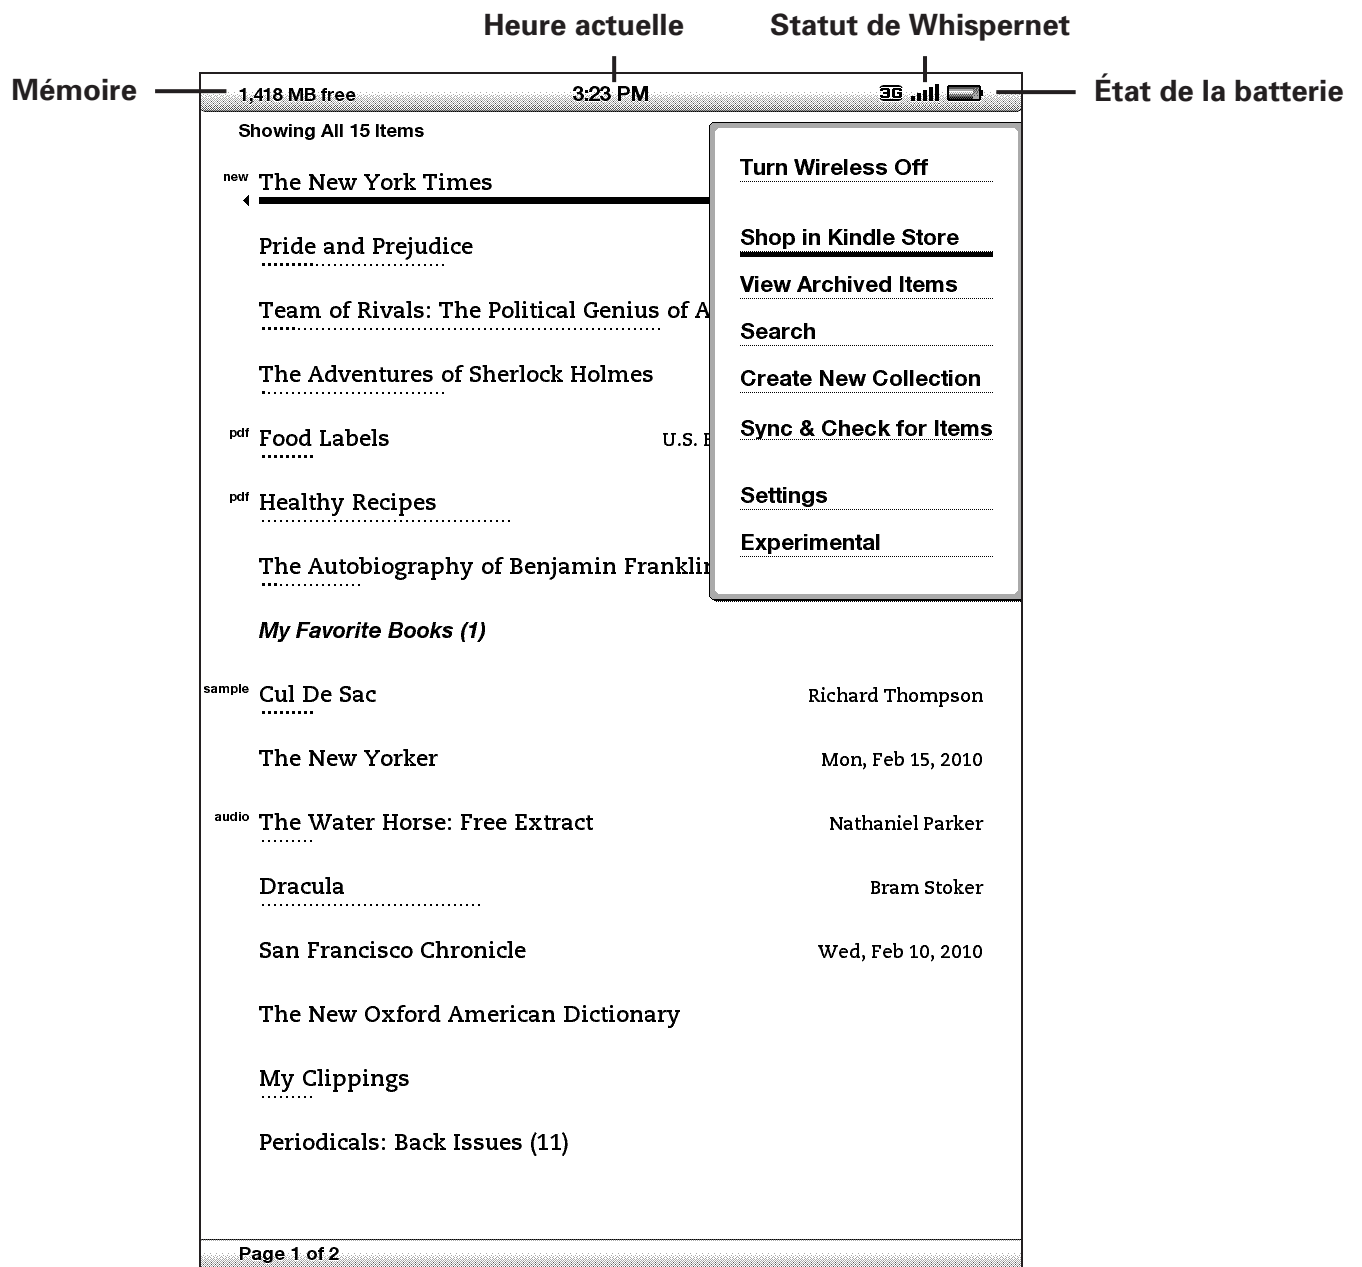 Heure actuelle
Statut de Whispernet
Mémoire
État de la batterie
1,418 MB free
3:23 PM
3G
Showing All 15 Items
new The New York Times
Pride and Prejudice
Team of Rivals: The Political Genius of A
The Adventures of Sherlock Holmes
pdf Food Labels U.S.
pdf Healthy Recipes
The Autobiography of Benjamin
My Favorite Books (1)
sample Cul De Sac Richard Thompson
The New Yorker Mon, Feb 15, 2010
audio The Water Horse: Free Extract Nathaniel Parker
Dracula Bram Stoker
San Francisco Chronicle Wed, Feb 10, 2010
The New Oxford American Dictionary
My Clippings
Periodicals: Back Issues (11)
Turn Wireless Off
Shop in Kindle Store
View Archived Items
Search
Create New Collection
Sync & Check for Items
Settings
Experimental
Page 1 of 2